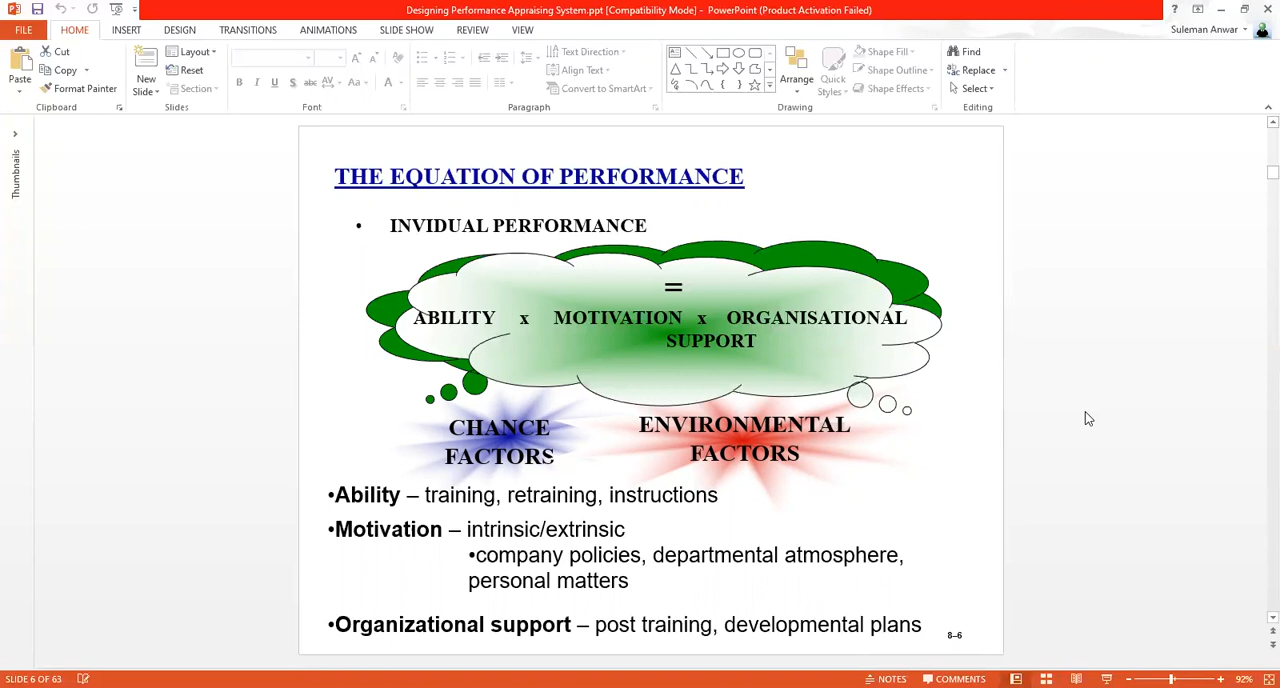 Designing Performance Appraising System.ppt [Compatibility Mode] - PowerPoint (Product Activation Failed)
FILE HOME INSERT DESIGN TRANSITIONS ANIMATIONS SLIDE SHOW REVIEW VIEW Suleman Anwar
Cut
Copy
Format Painter
Paste
Clipboard
New
Slide
Layout
Reset
Section
Slides
B I U S abc AV Aa A
Font
Text Direction
Align Text
Convert to SmartArt
Paragraph
Arrange
Quick
Styles
Shape Fill
Shape Outline
Shape Effects
Drawing
Find
Replace
Select
Editing
Thumbnails
THE EQUATION OF PERFORMANCE
• INVIDUAL PERFORMANCE
=
ABILITY x MOTIVATION x ORGANISATIONAL
SUPPORT
CHANCE
FACTORS
ENVIRONMENTAL
FACTORS
•Ability – training, retraining, instructions
•Motivation – intrinsic/extrinsic
•company policies, departmental atmosphere,
personal matters
•Organizational support – post training, developmental plans
8–6
SLIDE 6 OF 63 NOTES COMMENTS 92%